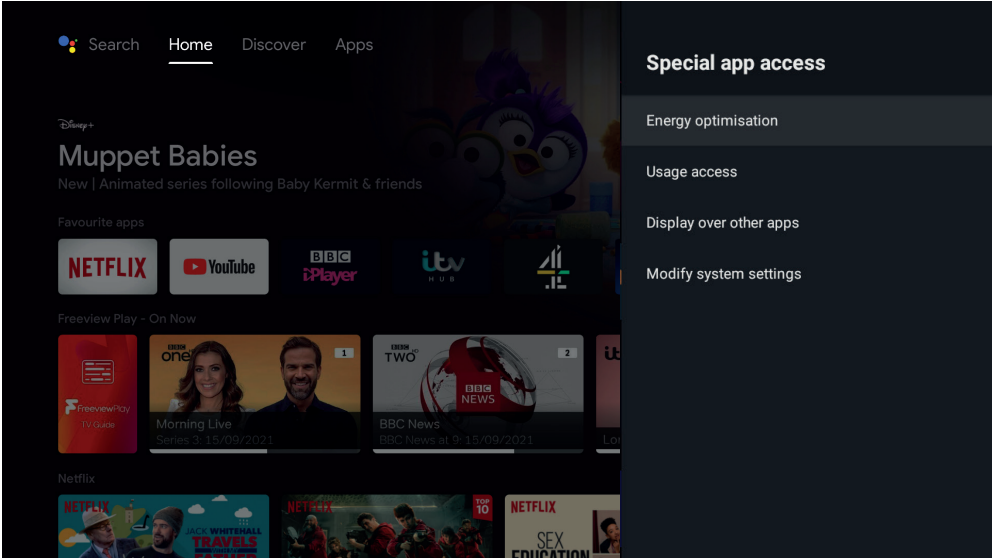 Search Home Discover Apps
Disney+
Muppet Babies
New | Animated series following Baby Kermit & friends
Favourite apps
NETFLIX
YouTube
BBC
iPlayer
itv
HUB
4
Freeview Play - On Now
FreeviewPlay
TV Guide
BBC
one
1
Morning Live
Series 3: 15/09/2021
BBC HD
TWO
2
BBC
NEWS
BBC News
BBC News at 9: 15/09/2021
it
Lo
Netflix
NETFLIX
JACK WHITEHALL
TRAVELS
FATHER
NETFLIX
TOP
10
NETFLIX
SEX
EDUCATION
Special app access
Energy optimisation
Usage access
Display over other apps
Modify system settings